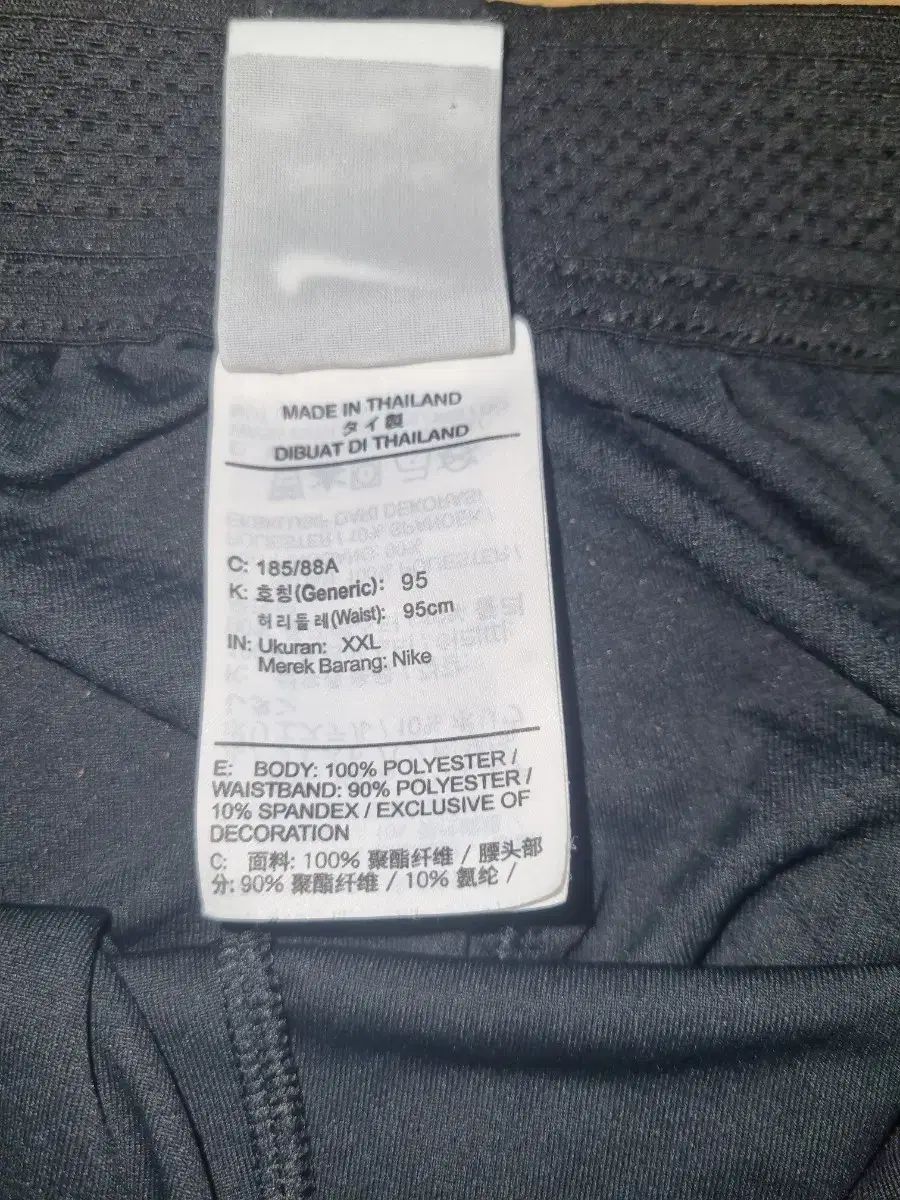 MADE IN THAILAND
タイ製
DIBUAT DI THAILAND
C: 185/88A
K: 호칭(Generic): 95
허리둘레(Waist): 95cm
IN: Ukuran: XXL
Merek Barang: Nike
E: BODY: 100% POLYESTER /
WAISTBAND: 90% POLYESTER /
10% SPANDEX / EXCLUSIVE OF
DECORATION
C: 面料: 100% 聚酯纤维 / 腰头部
分: 90% 聚酯纤维 / 10% 氨纶 /